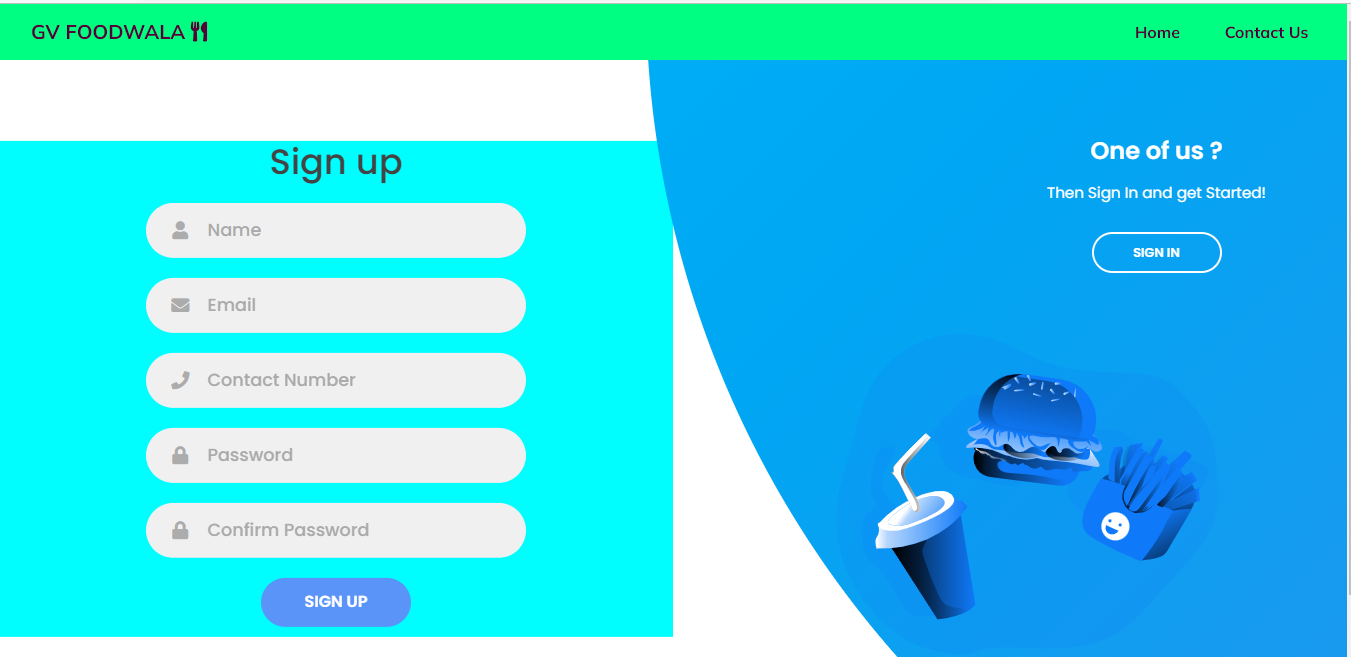 GV FOODWALA
Home
Contact Us
Sign up
Name
Email
Contact Number
Password
Confirm Password
SIGN UP
One of us ?
Then Sign In and get Started!
SIGN IN